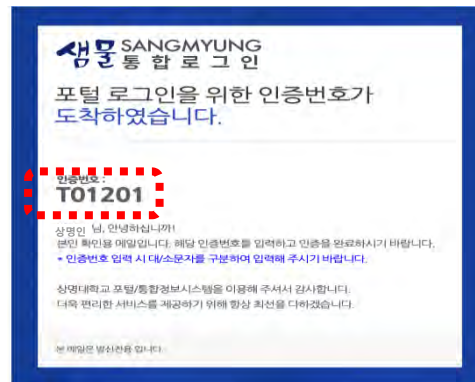 샘물 SANGMYUNG
통합로그인
포털 로그인을 위한 인증번호가
도착하였습니다.
인증번호 :
T01201
상명인 님, 안녕하십니까!
본인 확인용 메일입니다. 해당 인증번호를 입력하고 인증을 완료하시기 바랍니다.
* 인증번호 입력 시 대/소문자를 구분하여 입력해 주시기 바랍니다.
상명대학교 포털/통합정보시스템을 이용해 주셔서 감사합니다.
더욱 편리한 서비스를 제공하기 위해 항상 최선을 다하겠습니다.
본 메일은 발신전용 입니다.